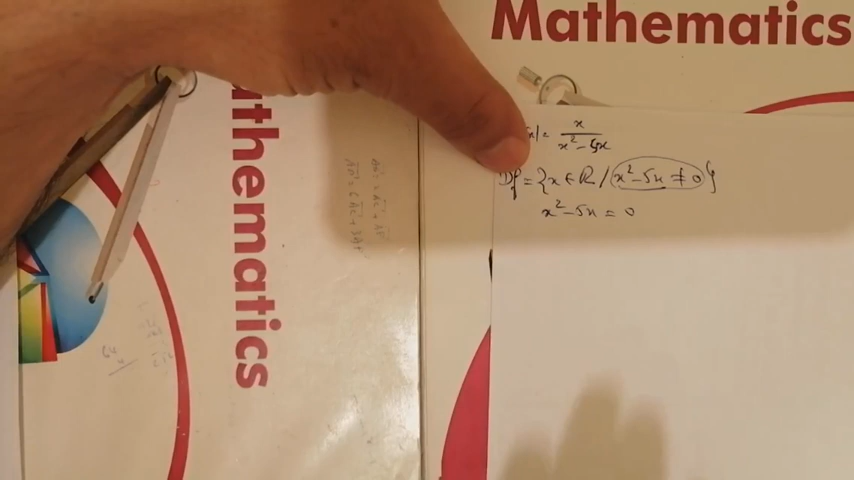 Mathematics
athematics
x)= x / x² - 5x
Df = {x ∈ R / x² - 5x ≠ 0}
x² - 5x = 0